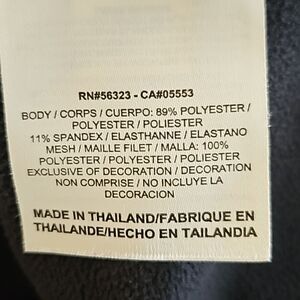 RN#56323 - CA#05553
BODY / CORPS / CUERPO: 89% POLYESTER /
POLYESTER / POLIESTER
11% SPANDEX / ELASTHANNE / ELASTANO
MESH / MAILLE FILET / MALLA: 100%
POLYESTER / POLYESTER / POLIESTER
EXCLUSIVE OF DECORATION / DECORATION
NON COMPRISE / NO INCLUYE LA
DECORACION
MADE IN THAILAND/FABRIQUE EN
THAILANDE/HECHO EN TAILANDIA